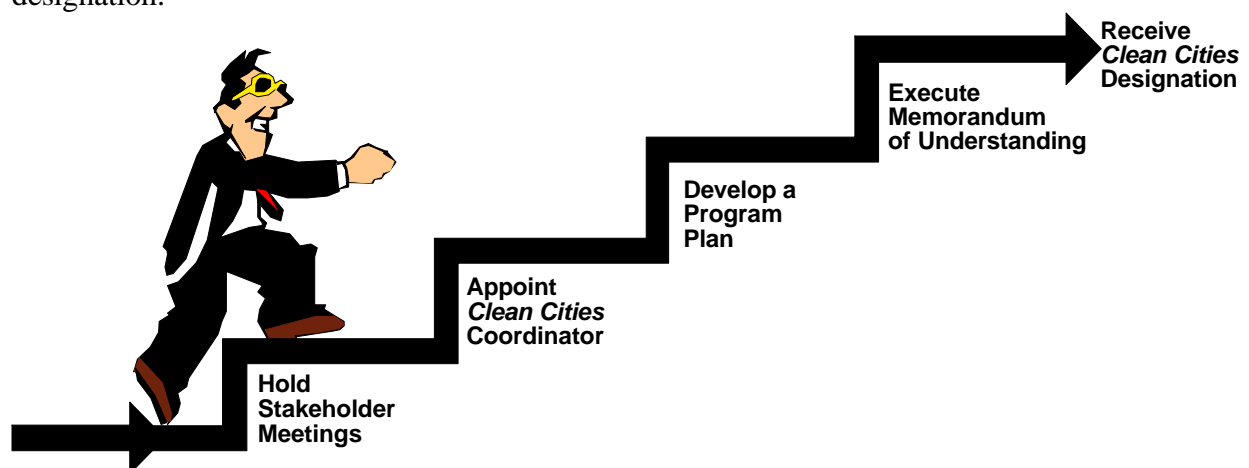 designation.
Receive
Clean Cities
Designation
Execute
Memorandum
of Understanding
Develop a
Program
Plan
Appoint
Clean Cities
Coordinator
Hold
Stakeholder
Meetings